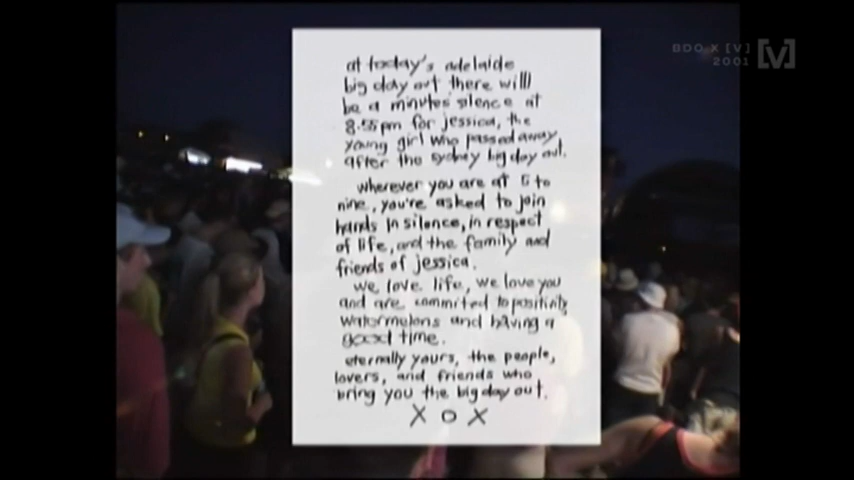 BDO X [V]
2001
[V]
at today's adelaide
big day out there will
be a minutes silence at
8.55pm for jessica, the
young girl who passed away
after the sydney big day out.
wherever you are at 5 to
nine, you're asked to join
hands in silence, in respect
of life, and the family and
friends of jessica.
we love life, we love you
and are commited to positivity
watermelons and having a
good time.
eternally yours, the people,
lovers, and friends who
bring you the big day out.
X O X